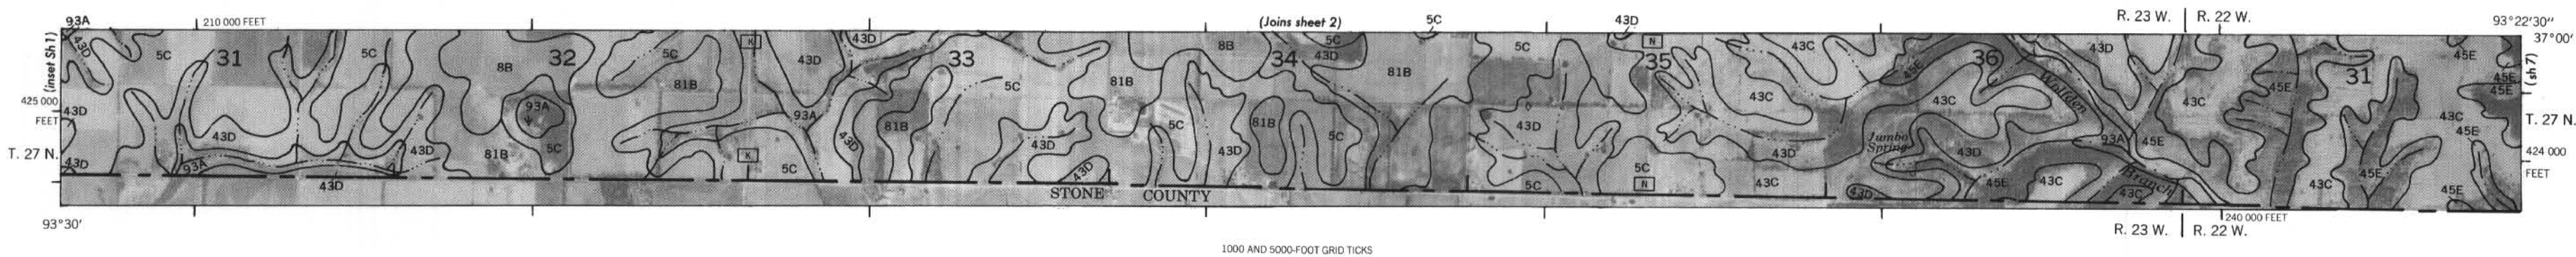 93A
210 000 FEET
(Joins sheet 2)
5C
43D
R. 23 W. R. 22 W.
93°22'30"
37°00'
(inset Sh 1)
(sh 7)
43D 5C 31 5C 8B 32 5C K 43D 43D 33 8B 5C 43D 34 81B 5C N 35 43C 45E 36 43D 31 45E
425 000
FEET
43D 43D 93A 81B 93A 81B 5C 81B 5C 81B 5C 43D 43C 43C Walfden 43C 45E 45E 45E 43C
T. 27 N.
43D 93A 43D 81B 5C K 5C 43D 43D 43D 43D 5C 43D Jumbo
Spring 43D 93A 45E 45E
T. 27 N.
424 000
FEET
43D 5C N 43C 43D 45E 43C 43C Branch 43C 45E 45E
STONE COUNTY
93°30'
240 000 FEET
R. 23 W. R. 22 W.
1000 AND 5000-FOOT GRID TICKS